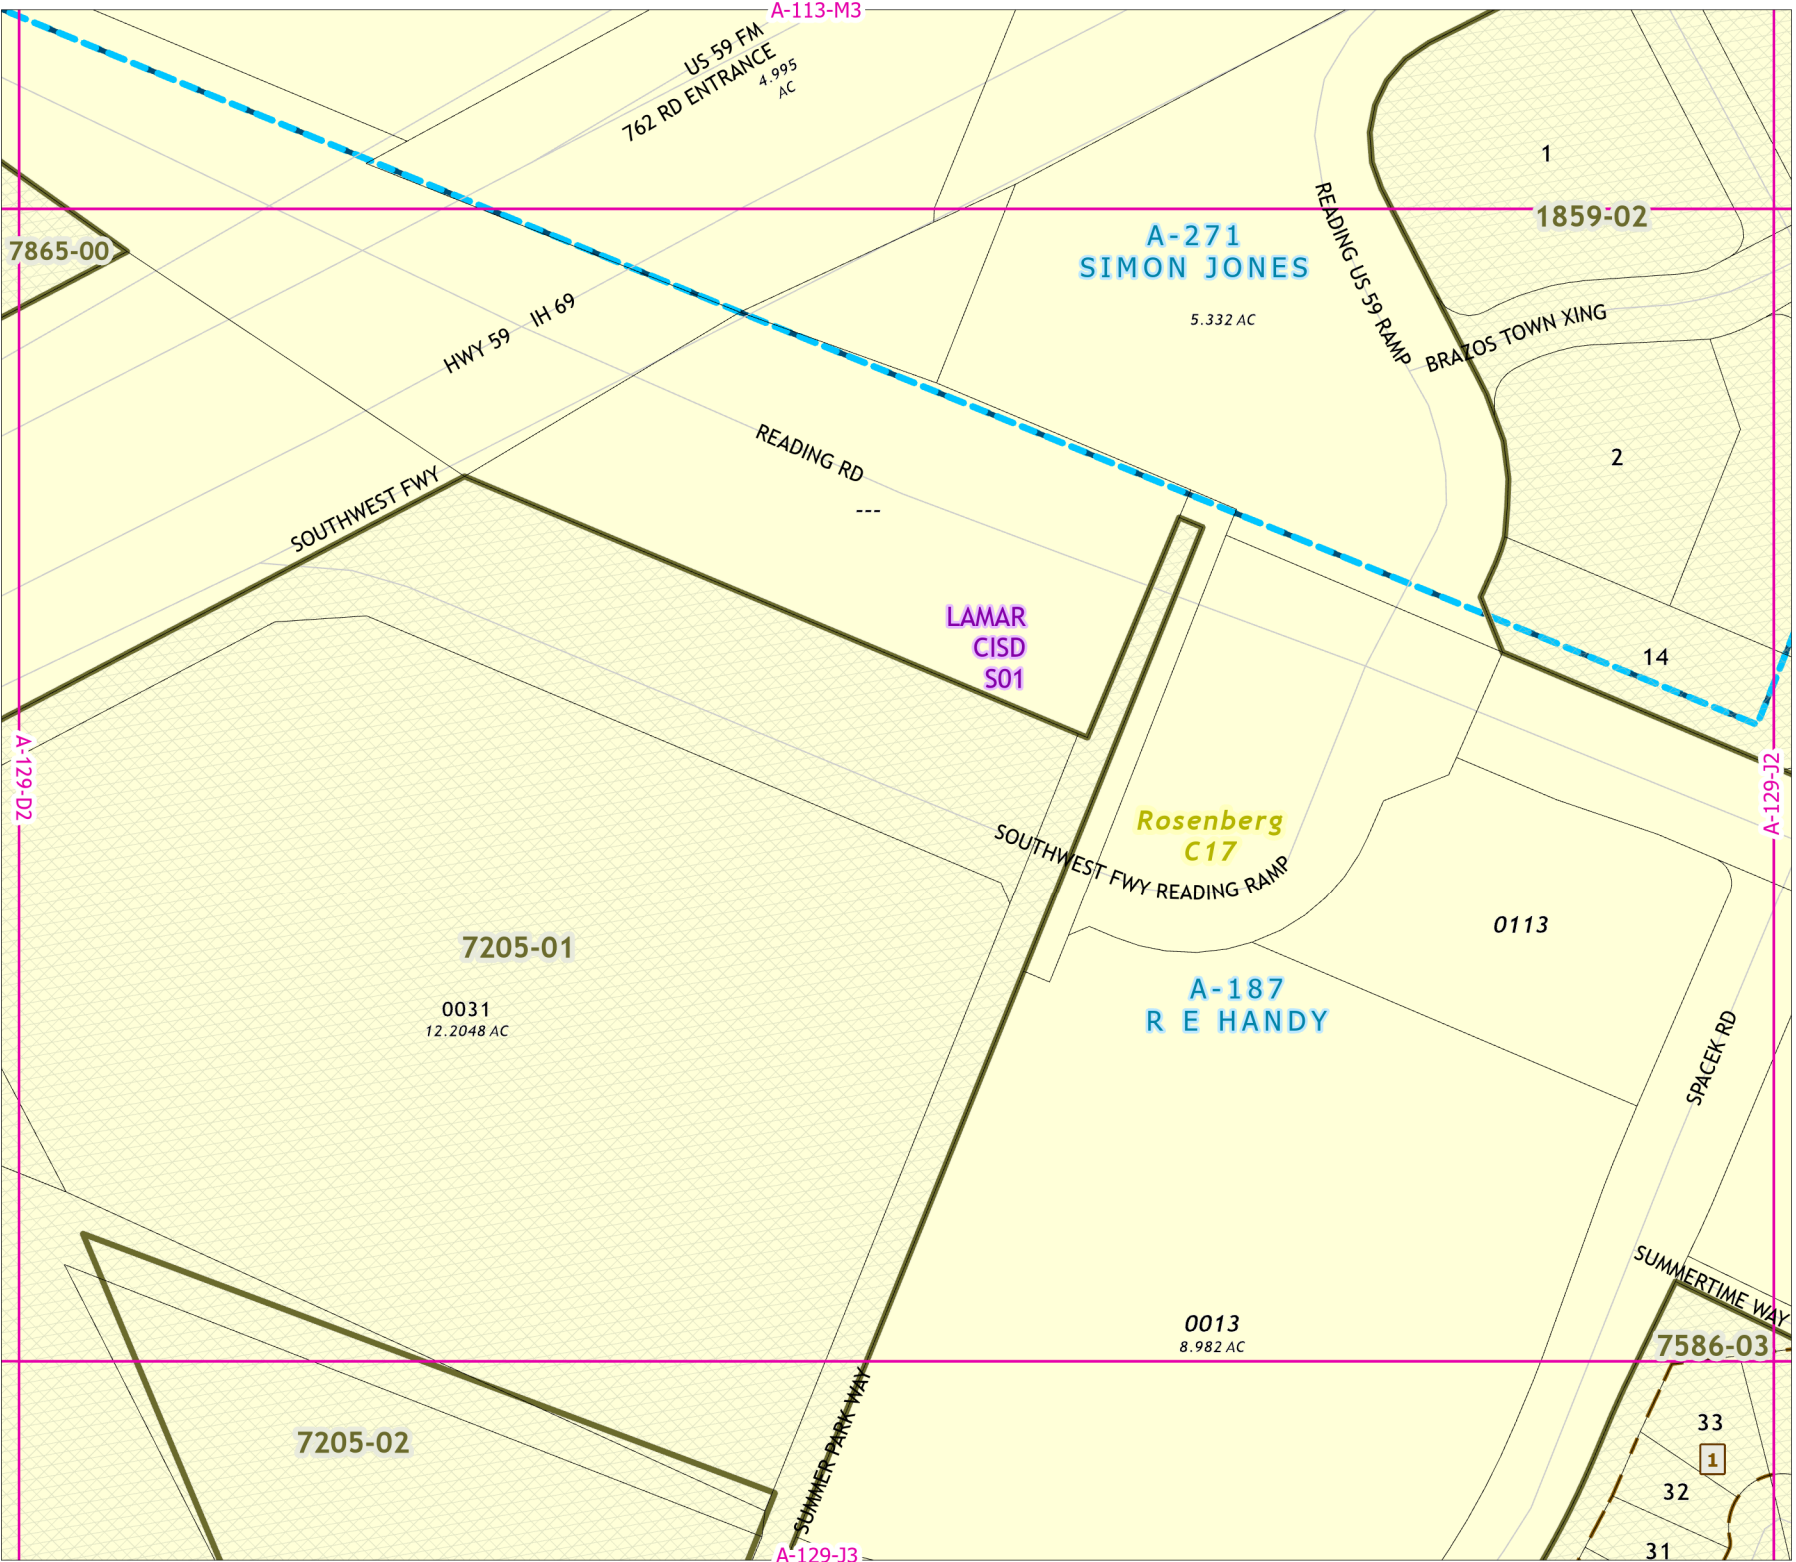 A-113-M3
US 59 FM
762 RD ENTRANCE
4.995
AC
1
1859-02
7865-00
A-271
SIMON JONES
5.332 AC
READING US 59 RAMP
BRAZOS TOWN XING
HWY 59
IH 69
READING RD
---
2
SOUTHWEST FWY
LAMAR
CISD
S01
14
A-129-D2
A-129-J2
Rosenberg
C17
SOUTHWEST FWY READING RAMP
0113
7205-01
0031
12.2048 AC
A-187
R E HANDY
SPACEK RD
SUMMERTIME WAY
0013
8.982 AC
7586-03
7205-02
SUMMER PARK WAY
33
1
32
31
A-129-J3